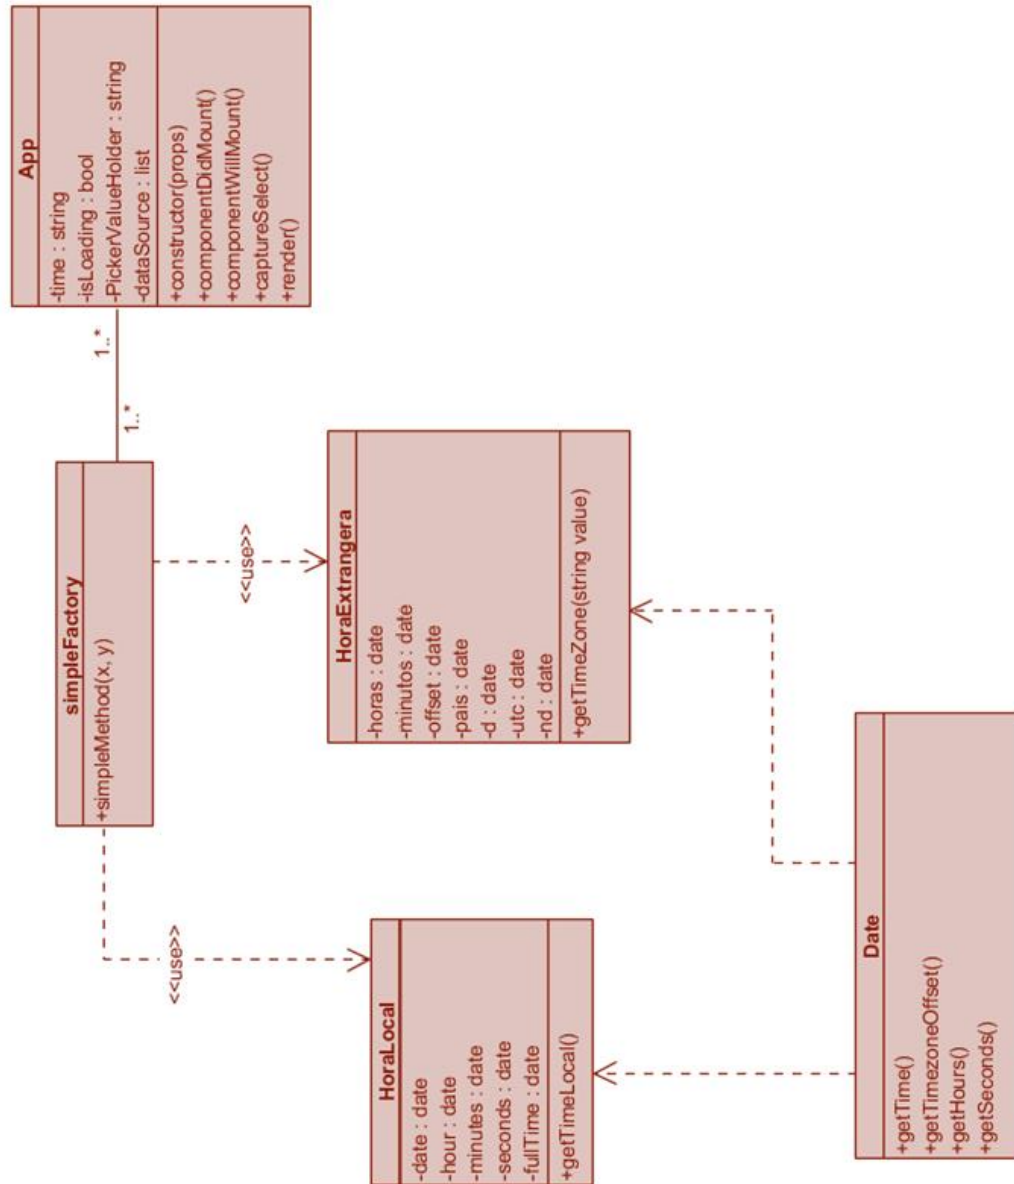 App
-time : string
-isLoading : bool
-PickerValueHolder : string
-dataSource : list
+constructor(props)
+componentDidMount()
+componentWillMount()
+captureSelect()
+render()
1..*
1..*
simpleFactory
+simpleMethod(x, y)
<<use>>
<<use>>
HoraExtrangera
-horas : date
-minutos : date
-offset : date
-pais : date
-d : date
-utc : date
-nd : date
+getTimeZone(string value)
HoraLocal
-date : date
-hour : date
-minutes : date
-seconds : date
-fullTime : date
+getTimeLocal()
Date
+getTime()
+getTimezoneOffset()
+getHours()
+getSeconds()